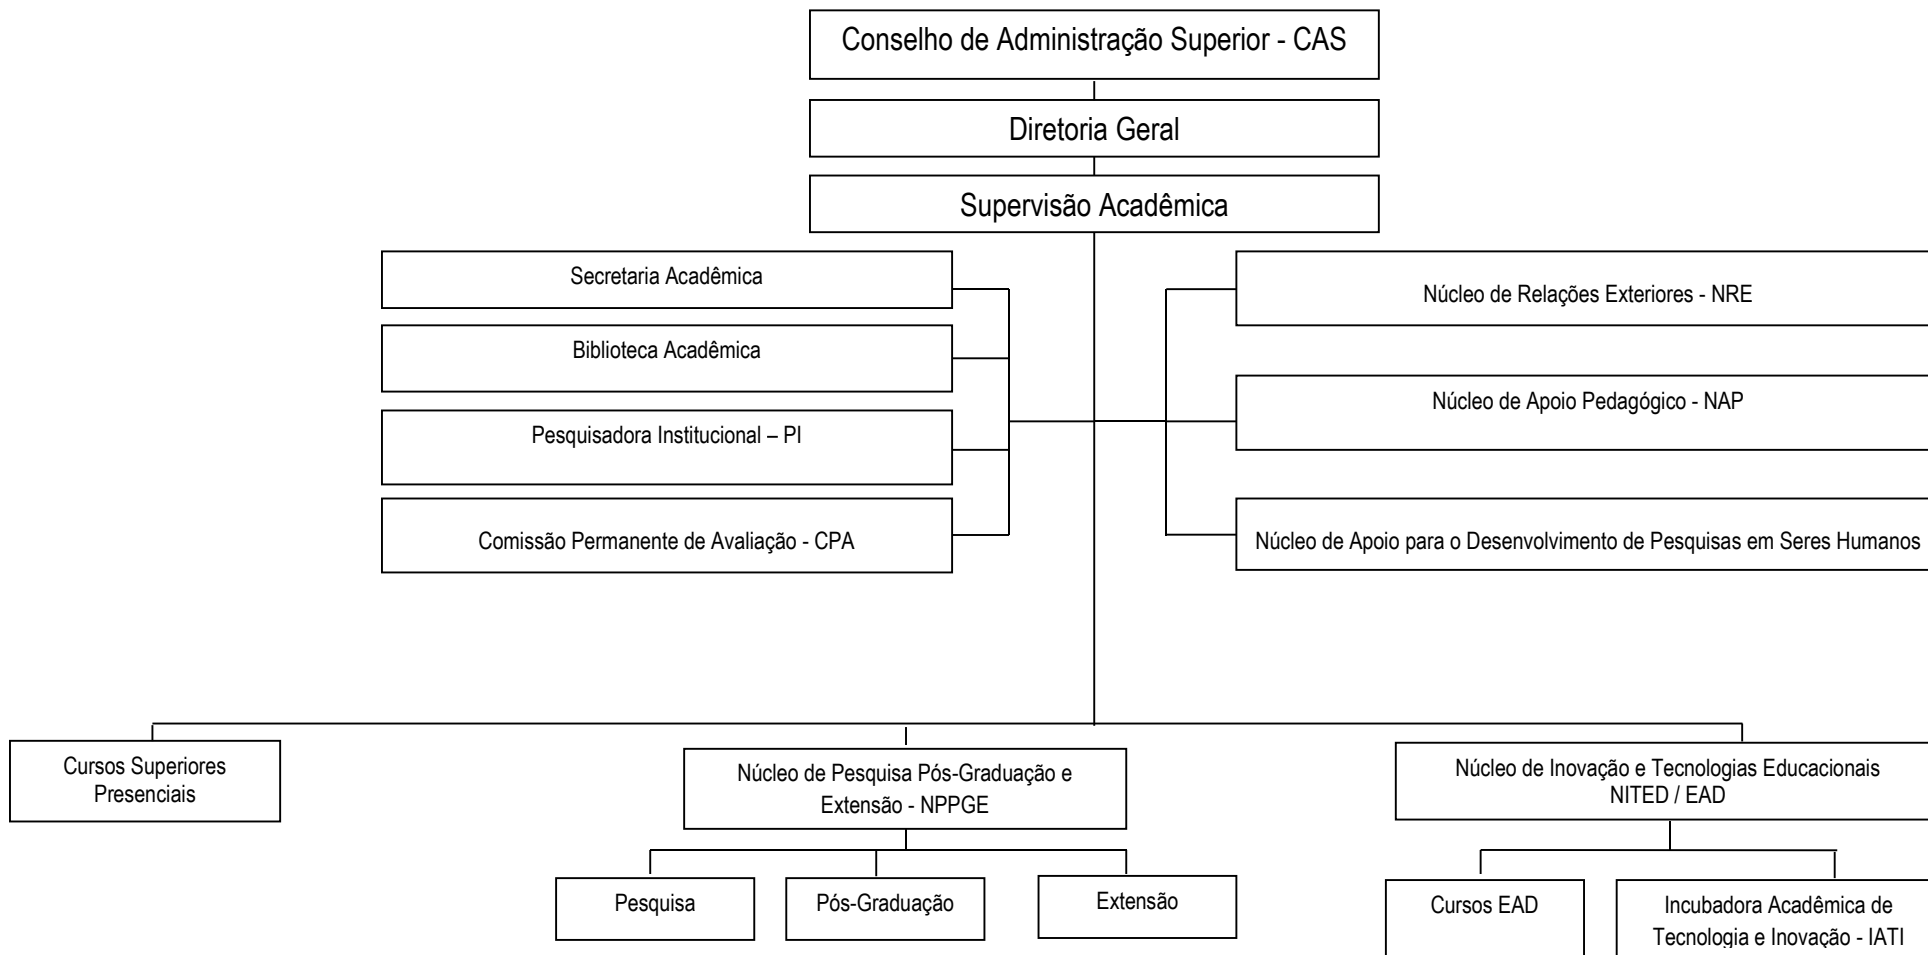 Conselho de Administração Superior - CAS
Diretoria Geral
Supervisão Acadêmica
Secretaria Acadêmica
Biblioteca Acadêmica
Pesquisadora Institucional – PI
Comissão Permanente de Avaliação - CPA
Núcleo de Relações Exteriores - NRE
Núcleo de Apoio Pedagógico - NAP
Núcleo de Apoio para o Desenvolvimento de Pesquisas em Seres Humanos
Cursos Superiores
Presenciais
Núcleo de Pesquisa Pós-Graduação e
Extensão - NPPGE
Núcleo de Inovação e Tecnologias Educacionais
NITED / EAD
Pesquisa
Pós-Graduação
Extensão
Cursos EAD
Incubadora Acadêmica de
Tecnologia e Inovação - IATI